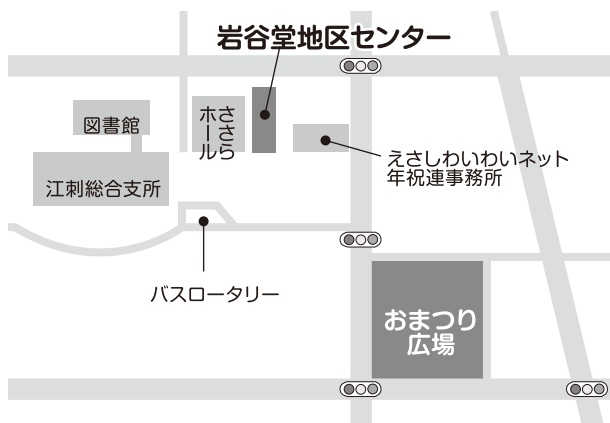 岩谷堂地区センター
図書館
ささら
ホール
江刺総合支所
えさしわいわいネット
年祝連事務所
バスロータリー
おまつり
広場